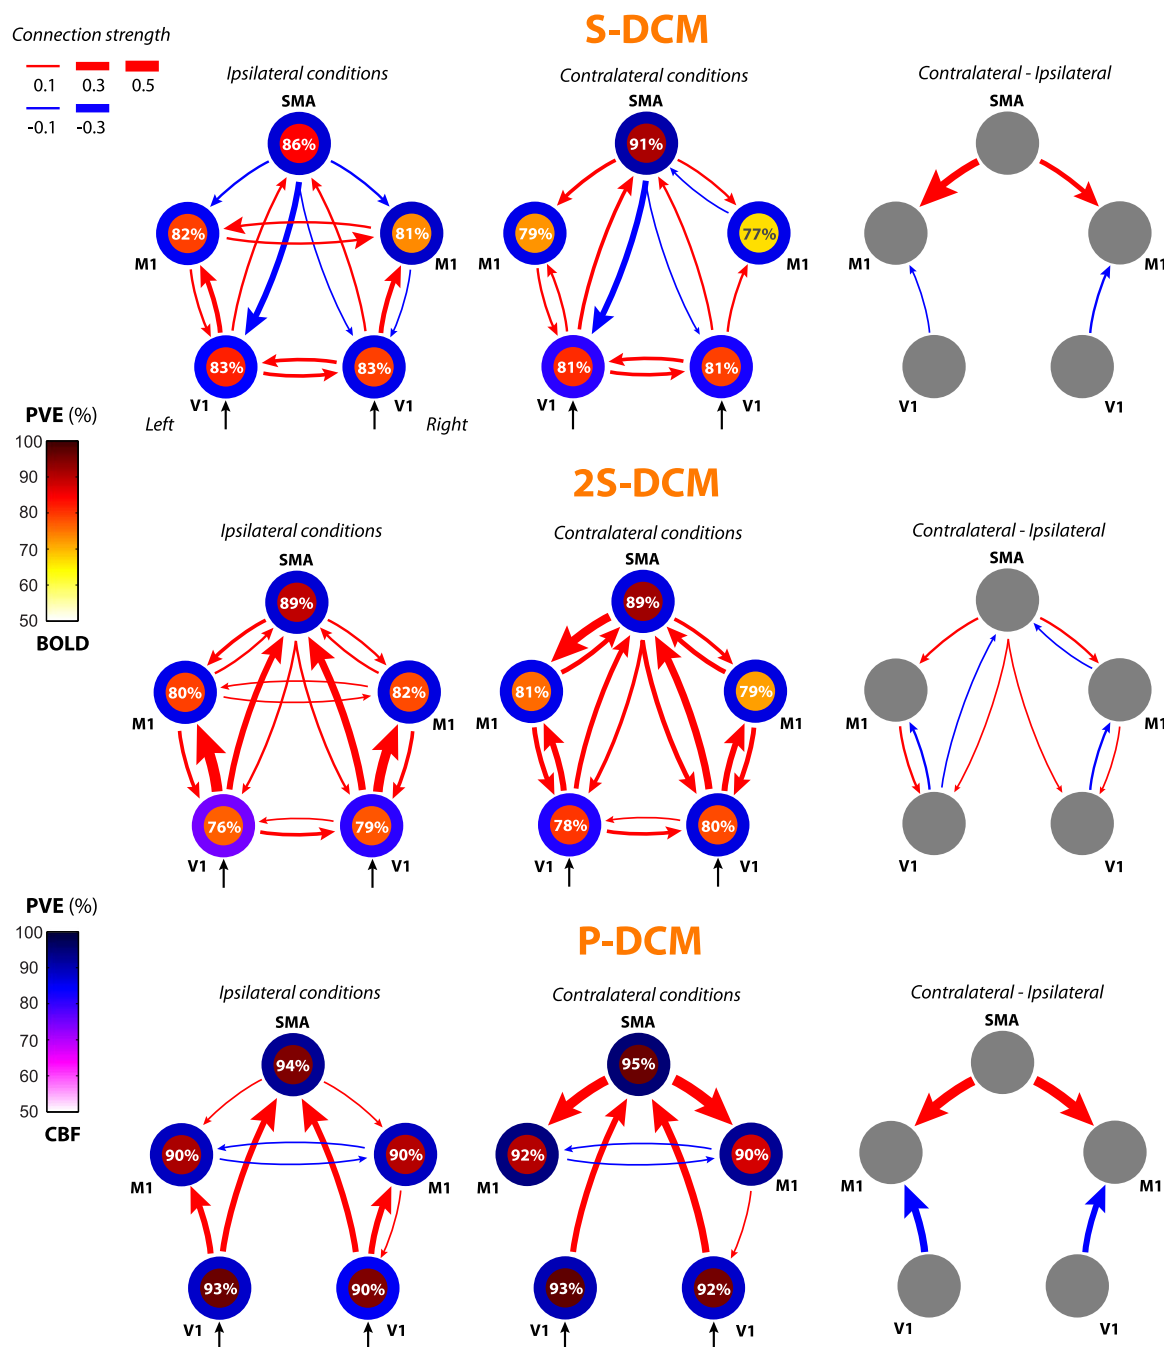 S-DCM
Connection strength
0.1 0.3 0.5
-0.1 -0.3
Ipsilateral conditions Contralateral conditions Contralateral - Ipsilateral
SMA SMA SMA
86% 91%
82% 81% 79% 77%
M1 M1 M1 M1 M1 M1
83% 83% 81% 81%
V1 V1 V1 V1 V1 V1
Left Right
PVE (%)
100
90
80
70
60
50
BOLD
2S-DCM
Ipsilateral conditions Contralateral conditions Contralateral - Ipsilateral
SMA SMA SMA
89% 89%
80% 82% 81% 79%
M1 M1 M1 M1 M1 M1
76% 79% 78% 80%
V1 V1 V1 V1 V1 V1
PVE (%)
100
90
80
70
60
50
CBF
P-DCM
Ipsilateral conditions Contralateral conditions Contralateral - Ipsilateral
SMA SMA SMA
94% 95%
90% 90% 92% 90%
M1 M1 M1 M1 M1 M1
93% 90% 93% 92%
V1 V1 V1 V1 V1 V1